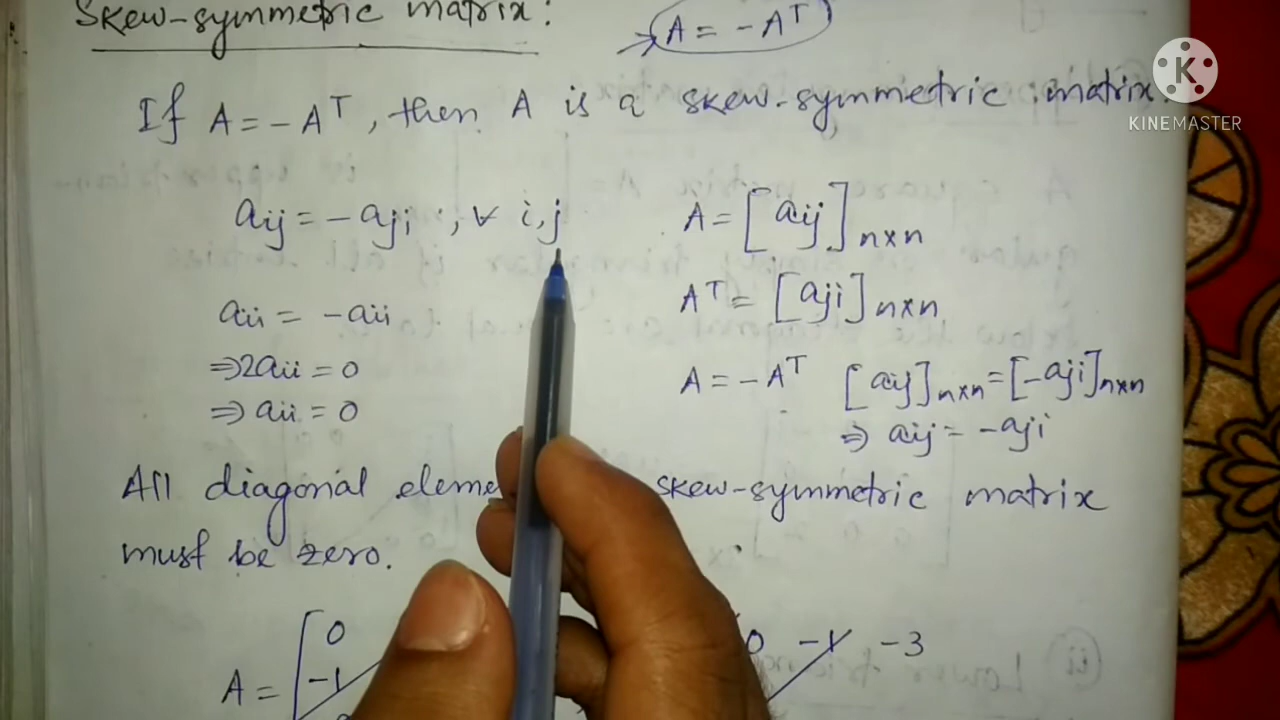 Skew-symmetric matrix:
A = -Aᵀ
If A = -Aᵀ, then A is a skew-symmetric matrix.
aij = -aji ; ∀ i,j
A = [aij]n×n
aii = -aii
Aᵀ = [aji]n×n
⇒ 2aii = 0
A = -Aᵀ [aij]n×n = [-aji]n×n
⇒ aii = 0
⇒ aij = -aji
All diagonal eleme skew-symmetric matrix
must be zero.
A = [ 0
-1
0 -1 -3
KINEMASTER